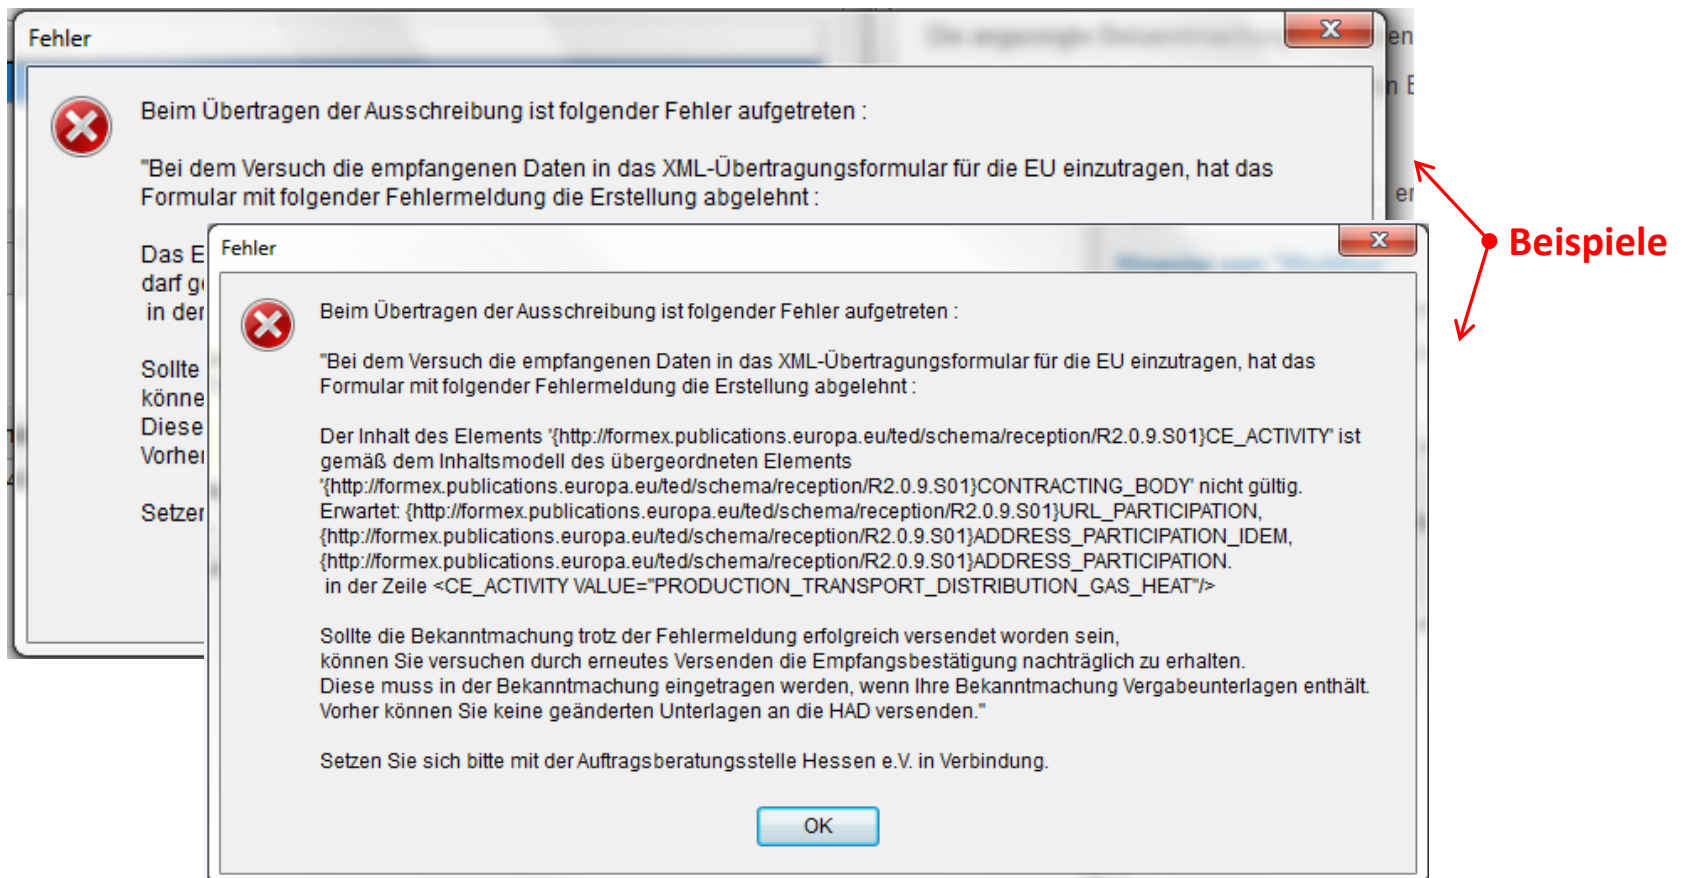 Fehler
Beim Übertragen der Ausschreibung ist folgender Fehler aufgetreten :
"Bei dem Versuch die empfangenen Daten in das XML-Übertragungsformular für die EU einzutragen, hat das
Formular mit folgender Fehlermeldung die Erstellung abgelehnt :
Das E
darf
in der
Sollte
könne
Diese
Vorher
Setzen
Fehler
Beim Übertragen der Ausschreibung ist folgender Fehler aufgetreten :
"Bei dem Versuch die empfangenen Daten in das XML-Übertragungsformular für die EU einzutragen, hat das
Formular mit folgender Fehlermeldung die Erstellung abgelehnt :
Der Inhalt des Elements '{http://formex.publications.europa.eu/ted/schema/reception/R2.0.9.S01}CE_ACTIVITY' ist
gemäß dem Inhaltsmodell des übergeordneten Elements
'{http://formex.publications.europa.eu/ted/schema/reception/R2.0.9.S01}CONTRACTING_BODY' nicht gültig.
Erwartet: {http://formex.publications.europa.eu/ted/schema/reception/R2.0.9.S01}URL_PARTICIPATION,
{http://formex.publications.europa.eu/ted/schema/reception/R2.0.9.S01}ADDRESS_PARTICIPATION_IDEM,
{http://formex.publications.europa.eu/ted/schema/reception/R2.0.9.S01}ADDRESS_PARTICIPATION.
in der Zeile <CE_ACTIVITY VALUE="PRODUCTION_TRANSPORT_DISTRIBUTION_GAS_HEAT"/>
Sollte die Bekanntmachung trotz der Fehlermeldung erfolgreich versendet worden sein,
können Sie versuchen durch erneutes Versenden die Empfangsbestätigung nachträglich zu erhalten.
Diese muss in der Bekanntmachung eingetragen werden, wenn Ihre Bekanntmachung Vergabeunterlagen enthält.
Vorher können Sie keine geänderten Unterlagen an die HAD versenden."
Setzen Sie sich bitte mit der Auftragsberatungsstelle Hessen e.V. in Verbindung.
OK
Beispiele